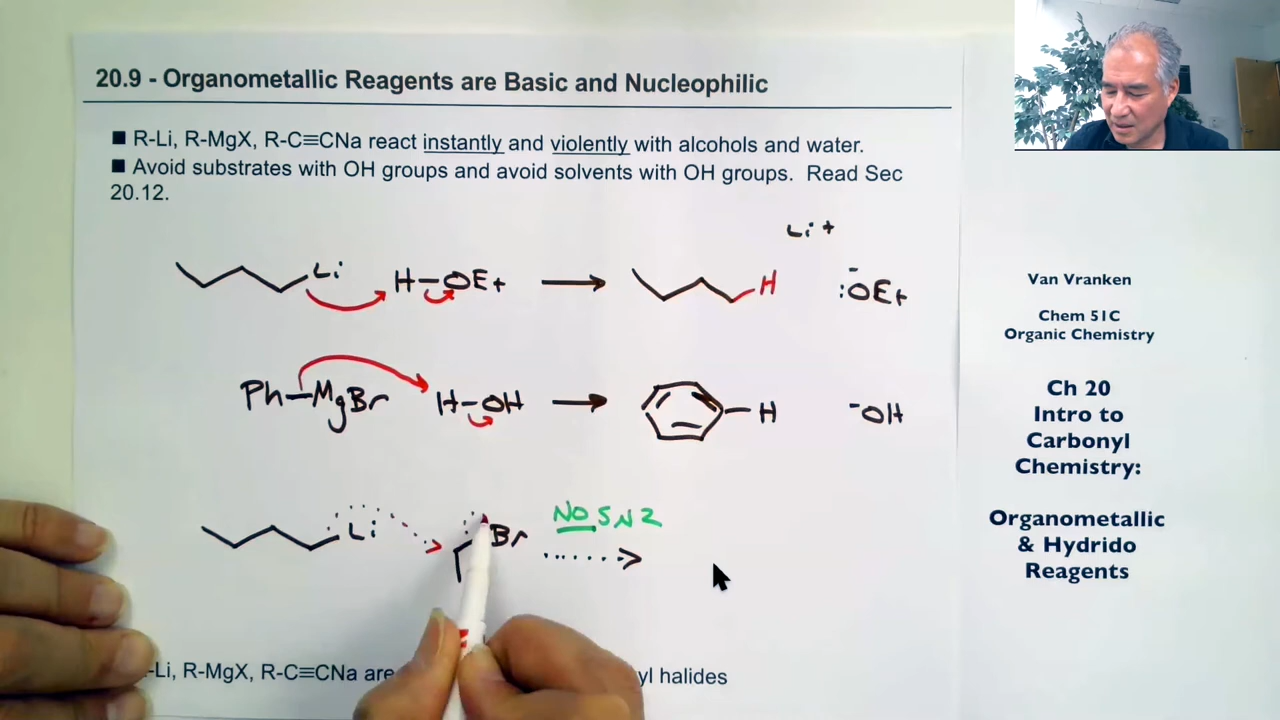 20.9 - Organometallic Reagents are Basic and Nucleophilic
■ R-Li, R-MgX, R-C≡CNa react instantly and violently with alcohols and water.
■ Avoid substrates with OH groups and avoid solvents with OH groups. Read Sec
20.12.
Li +
Li H-OEt H :OEt
Ph-MgBr H-OH H -OH
NO SN2
Li Br
-Li, R-MgX, R-C≡CNa are yl halides
Van Vranken
Chem 51C
Organic Chemistry
Ch 20
Intro to
Carbonyl
Chemistry:
Organometallic
& Hydrido
Reagents